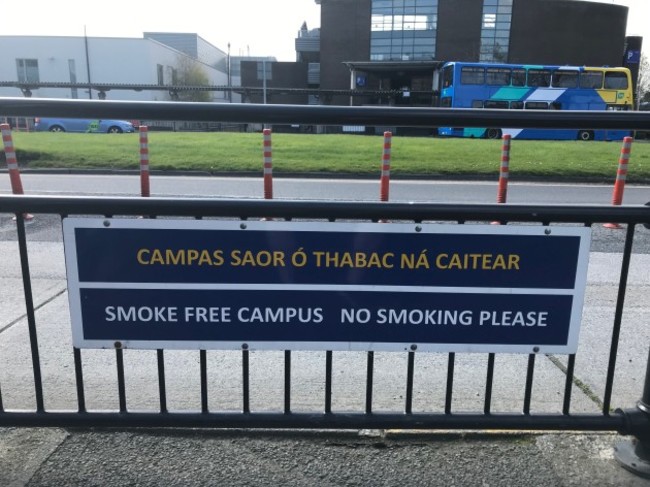 CAMPAS SAOR Ó THABAC NÁ CAITEAR
SMOKE FREE CAMPUS NO SMOKING PLEASE